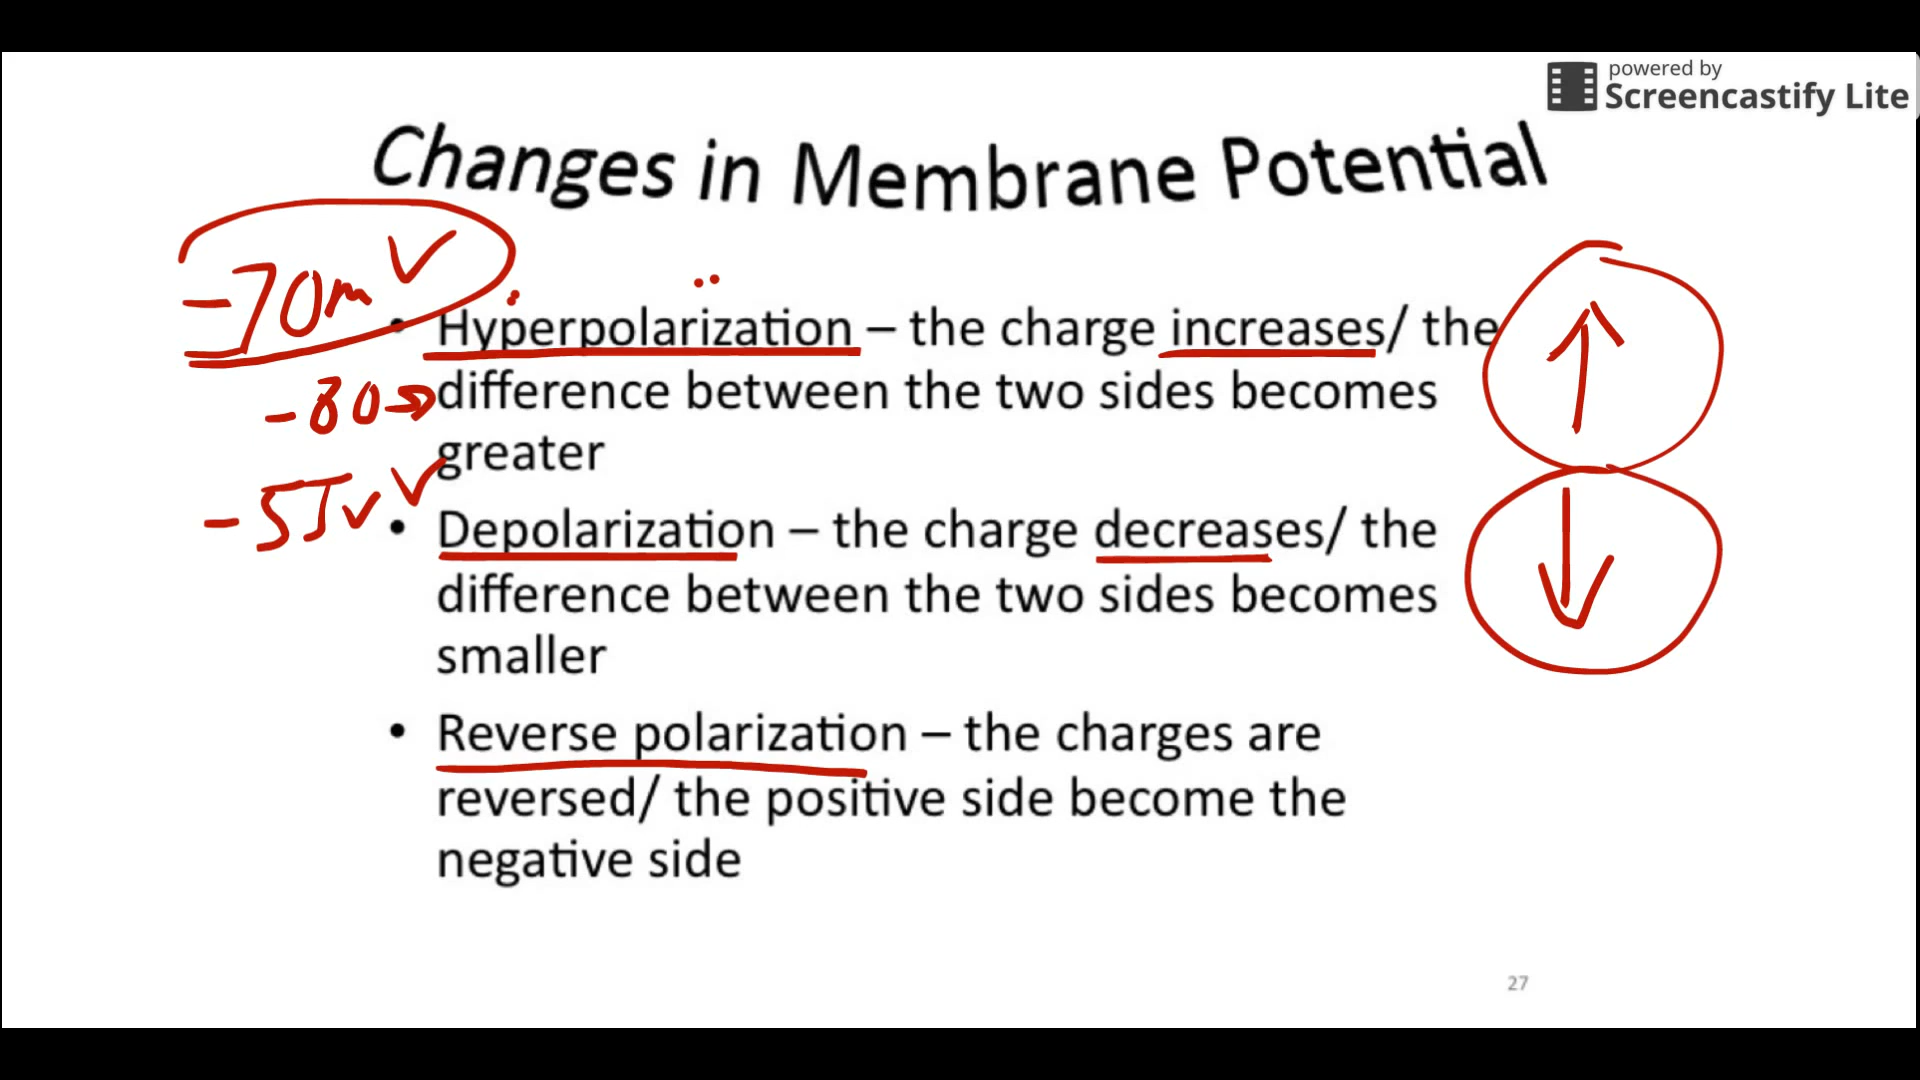 powered by
Screencastify Lite
Changes in Membrane Potential
-70mV
• Hyperpolarization – the charge increases/ the
-80
difference between the two sides becomes
greater
-55
• Depolarization – the charge decreases/ the
difference between the two sides becomes
smaller
• Reverse polarization – the charges are
reversed/ the positive side become the
negative side
27